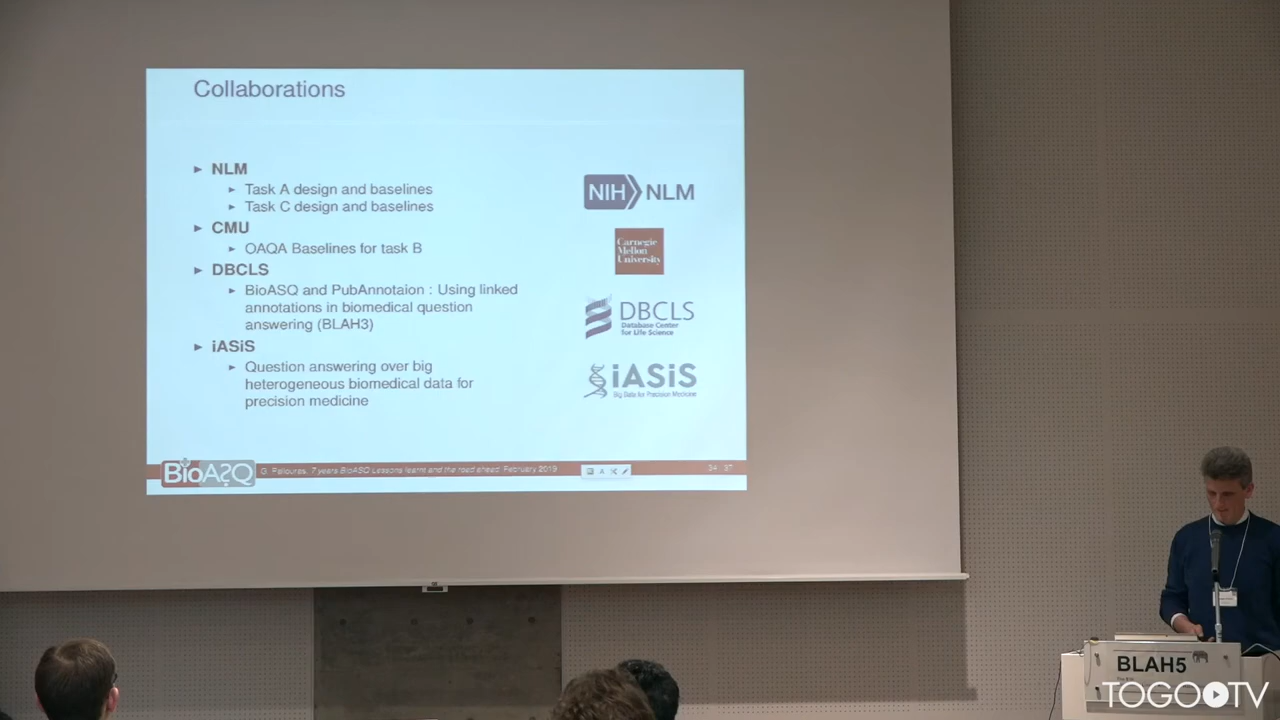 Collaborations
NLM
Task A design and baselines
Task C design and baselines
CMU
OAQA Baselines for task B
DBCLS
BioASQ and PubAnnotaion : Using linked
annotations in biomedical question
answering (BLAH3)
iASiS
Question answering over big
heterogeneous biomedical data for
precision medicine
NIH NLM
Carnegie
Mellon
University
DBCLS
Database Center
for Life Science
iASiS
Big Data for Precision Medicine
BioASQ
G. Paliouras. 7 years BioASQ Lessons learnt and the road ahead. February 2019
34 37
BLAH5
TOGOTV